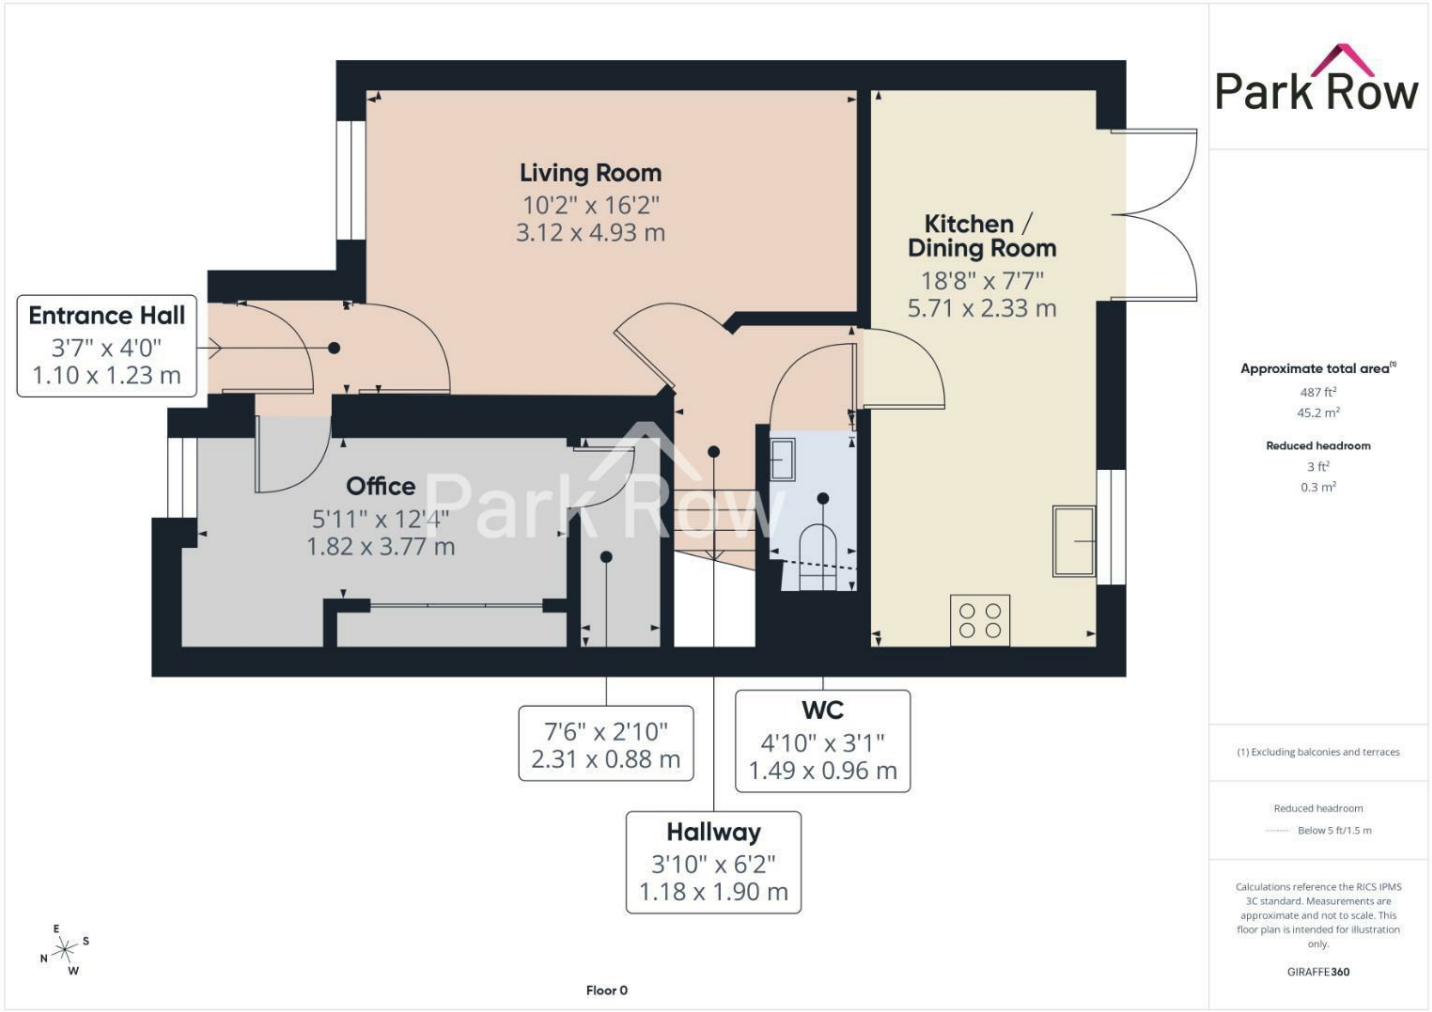 Park Row
Living Room
10'2" x 16'2"
3.12 x 4.93 m
Kitchen /
Dining Room
18'8" x 7'7"
5.71 x 2.33 m
Entrance Hall
3'7" x 4'0"
1.10 x 1.23 m
Office
5'11" x 12'4"
1.82 x 3.77 m
Park Row
7'6" x 2'10"
2.31 x 0.88 m
WC
4'10" x 3'1"
1.49 x 0.96 m
Hallway
3'10" x 6'2"
1.18 x 1.90 m
E
S
N
W
Floor 0
Approximate total area(1)
487 ft²
45.2 m²
Reduced headroom
3 ft²
0.3 m²
(1) Excluding balconies and terraces
Reduced headroom
Below 5 ft/1.5 m
Calculations reference the RICS IPMS
3C standard. Measurements are
approximate and not to scale. This
floor plan is intended for illustration
only.
GIRAFFE360